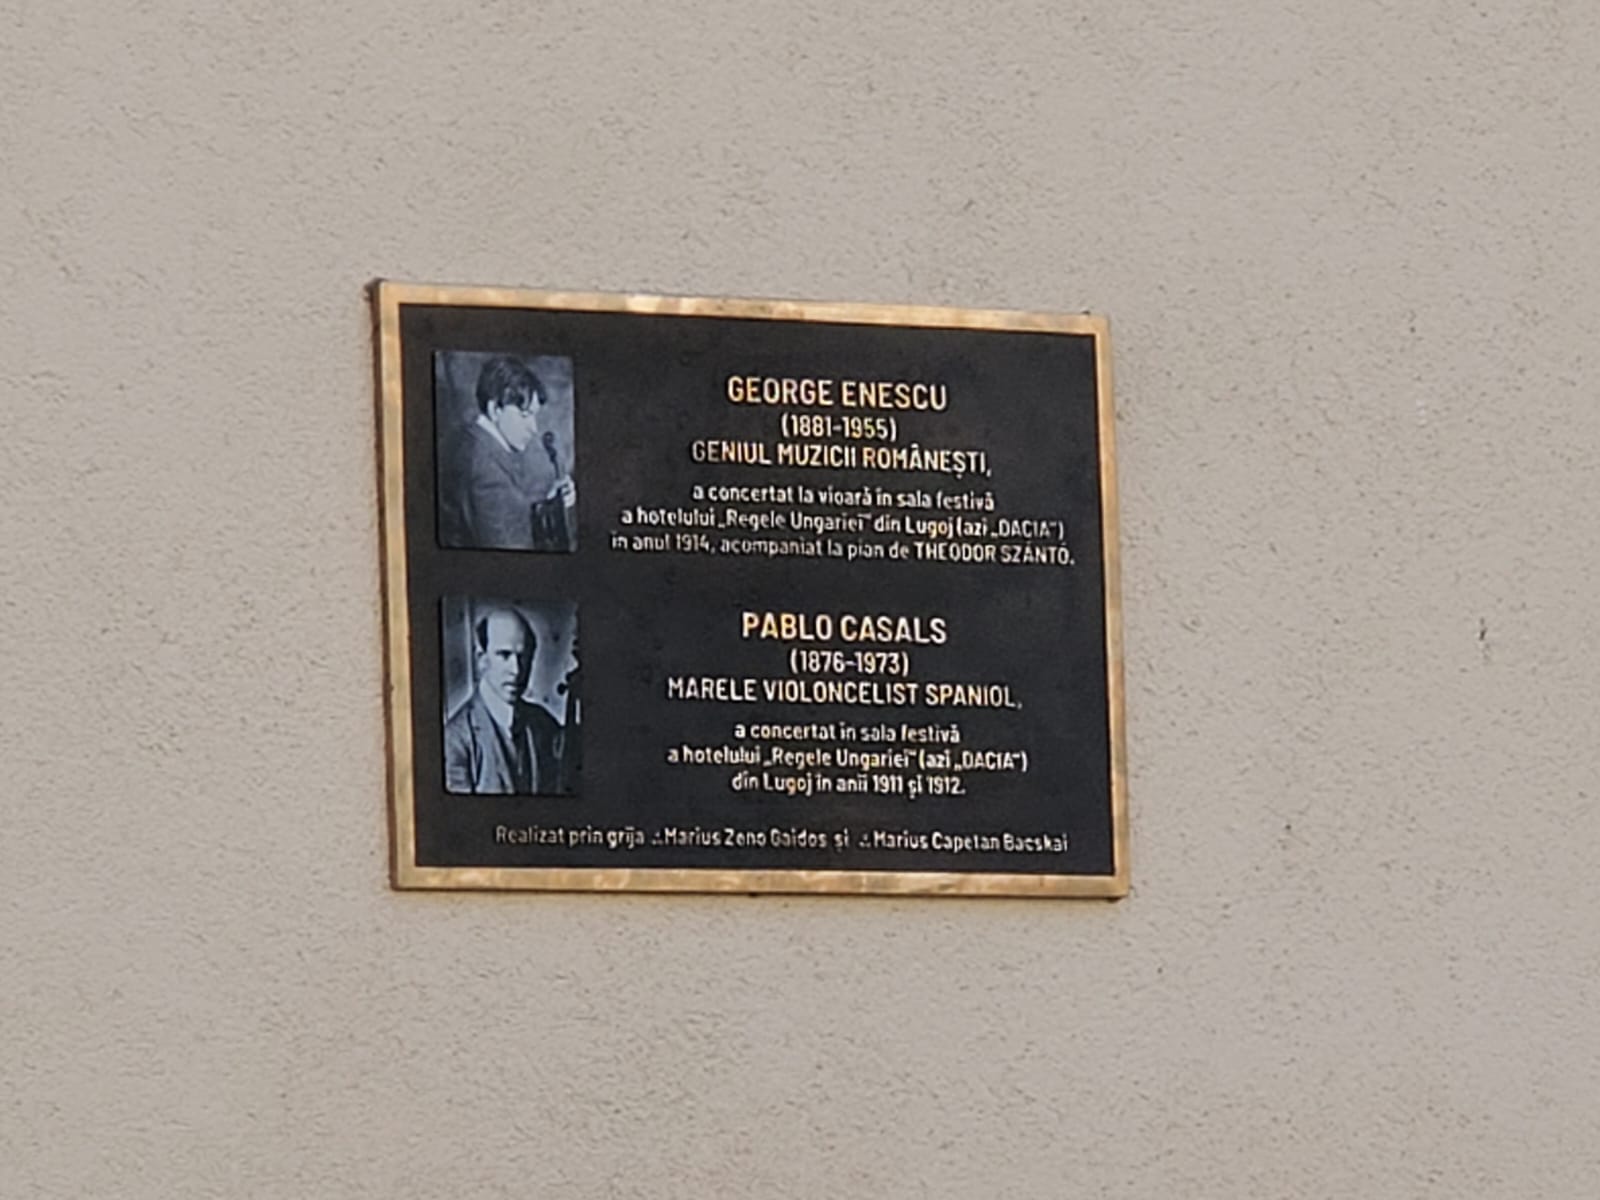 GEORGE ENESCU
(1881-1955)
GENIUL MUZICII ROMÂNEȘTI,
a concertat la vioară în sala festivă
a hotelului „Regele Ungariei” din Lugoj (azi „DACIA”)
în anul 1914, acompaniat la pian de THEODOR SZÁNTÓ.
PABLO CASALS
(1876-1973)
MARELE VIOLONCELIST SPANIOL,
a concertat în sala festivă
a hotelului „Regele Ungariei” (azi „DACIA”)
din Lugoj în anii 1911 și 1912.
Realizat prin grija ∴ Marius Zeno Gaidos și ∴ Marius Capetan Bacskai